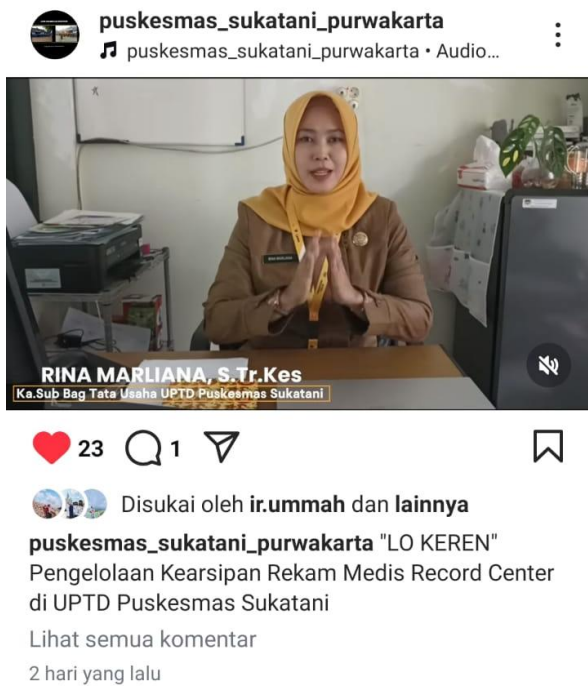 puskesmas_sukatani_purwakarta
puskesmas_sukatani_purwakarta • Audio...
RINA MARLIANA
RINA MARLIANA, S.Tr.Kes
Ka.Sub Bag Tata Usaha UPTD Puskesmas Sukatani
23
1
Disukai oleh ir.ummah dan lainnya
puskesmas_sukatani_purwakarta "LO KEREN"
Pengelolaan Kearsipan Rekam Medis Record Center
di UPTD Puskesmas Sukatani
Lihat semua komentar
2 hari yang lalu